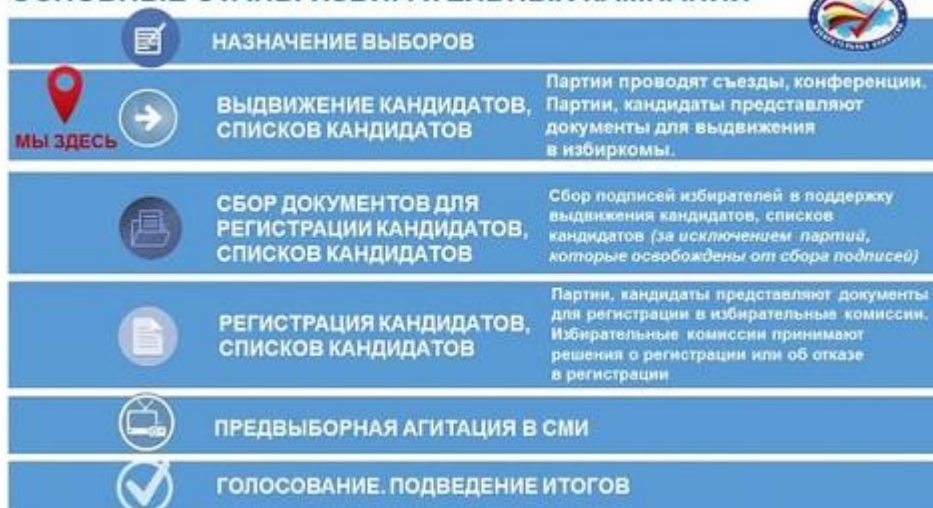 НАЗНАЧЕНИЕ ВЫБОРОВ
МЫ ЗДЕСЬ
ВЫДВИЖЕНИЕ КАНДИДАТОВ,
СПИСКОВ КАНДИДАТОВ
Партии проводят съезды, конференции.
Партии, кандидаты представляют
документы для выдвижения
в избиркомы.
СБОР ДОКУМЕНТОВ ДЛЯ
РЕГИСТРАЦИИ КАНДИДАТОВ,
СПИСКОВ КАНДИДАТОВ
Сбор подписей избирателей в поддержку
выдвижения кандидатов, списков
кандидатов (за исключением партий,
которые освобождены от сбора подписей)
РЕГИСТРАЦИЯ КАНДИДАТОВ,
СПИСКОВ КАНДИДАТОВ
Партии, кандидаты представляют документы
для регистрации в избирательные комиссии.
Избирательные комиссии принимают
решения о регистрации или об отказе
в регистрации
ПРЕДВЫБОРНАЯ АГИТАЦИЯ В СМИ
ГОЛОСОВАНИЕ. ПОДВЕДЕНИЕ ИТОГОВ